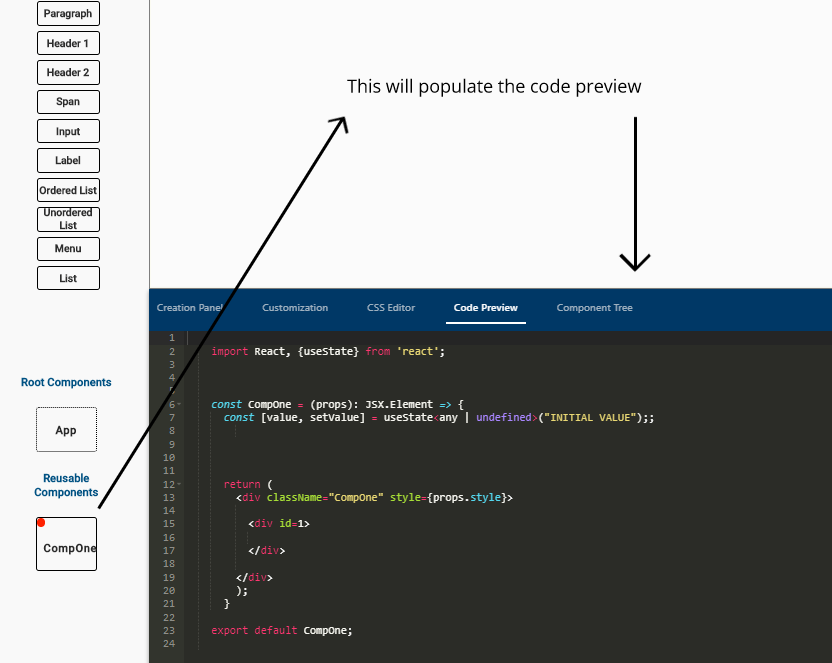 Paragraph
Header 1
Header 2
Span
Input
Label
Ordered List
Unordered
List
Menu
List
Root Components
App
Reusable
Components
CompOne
This will populate the code preview
Creation Panel
Customization
CSS Editor
Code Preview
Component Tree
1
2 import React, {useState} from 'react';
3
4
5
6 const CompOne = (props): JSX.Element => {
7 const [value, setValue] = useState<any | undefined>("INITIAL VALUE");;
8
9
10
11
12 return (
13 <div className="CompOne" style={props.style}>
14
15 <div id=1>
16
17 </div>
18
19 </div>
20 );
21 }
22
23 export default CompOne;
24